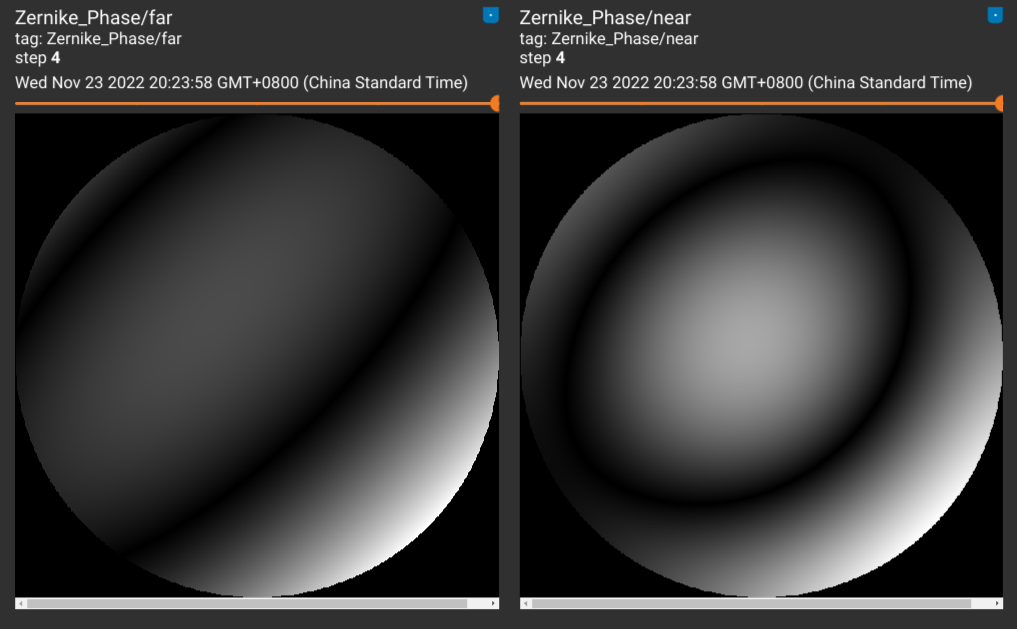 Zernike_Phase/far
tag: Zernike_Phase/far
step 4
Wed Nov 23 2022 20:23:58 GMT+0800 (China Standard Time)
Zernike_Phase/near
tag: Zernike_Phase/near
step 4
Wed Nov 23 2022 20:23:58 GMT+0800 (China Standard Time)